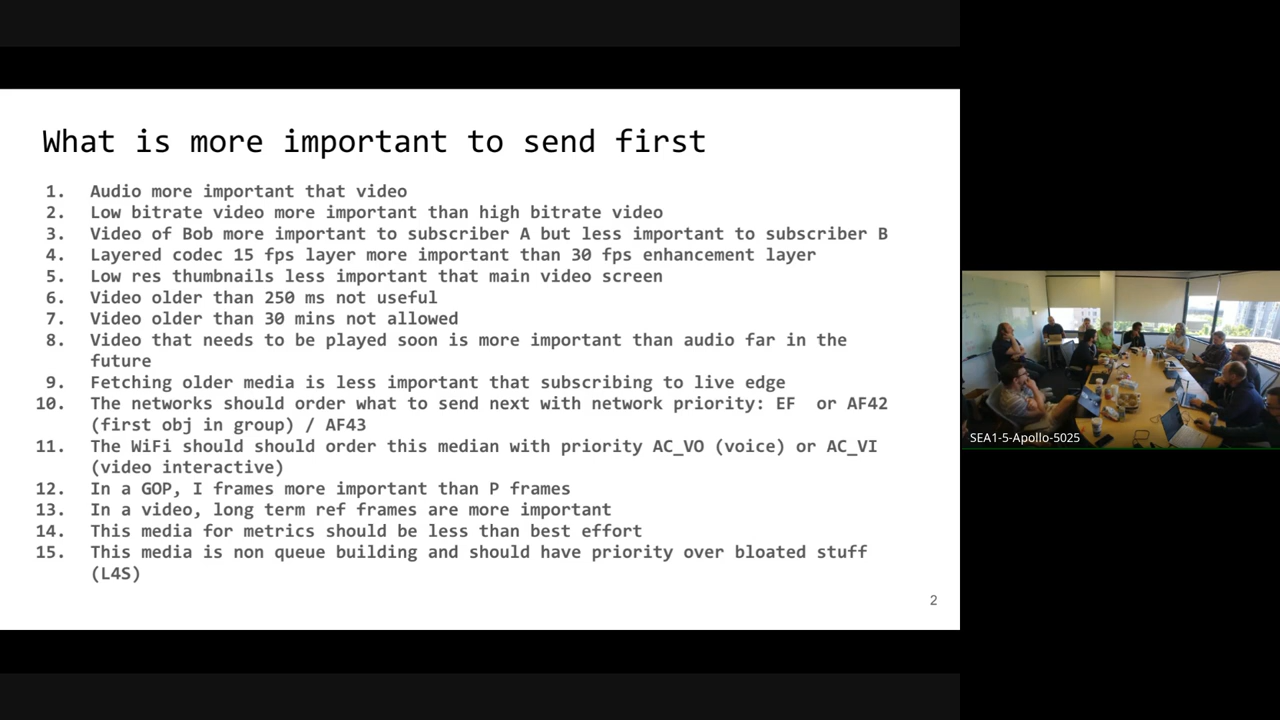 What is more important to send first
1. Audio more important that video
2. Low bitrate video more important than high bitrate video
3. Video of Bob more important to subscriber A but less important to subscriber B
4. Layered codec 15 fps layer more important than 30 fps enhancement layer
5. Low res thumbnails less important that main video screen
6. Video older than 250 ms not useful
7. Video older than 30 mins not allowed
8. Video that needs to be played soon is more important than audio far in the
future
9. Fetching older media is less important that subscribing to live edge
10. The networks should order what to send next with network priority: EF  or AF42
(first obj in group) / AF43
11. The WiFi should should order this median with priority AC_VO (voice) or AC_VI
(video interactive)
12. In a GOP, I frames more important than P frames
13. In a video, long term ref frames are more important
14. This media for metrics should be less than best effort
15. This media is non queue building and should have priority over bloated stuff
(L4S)
2
SEA1-5-Apollo-5025